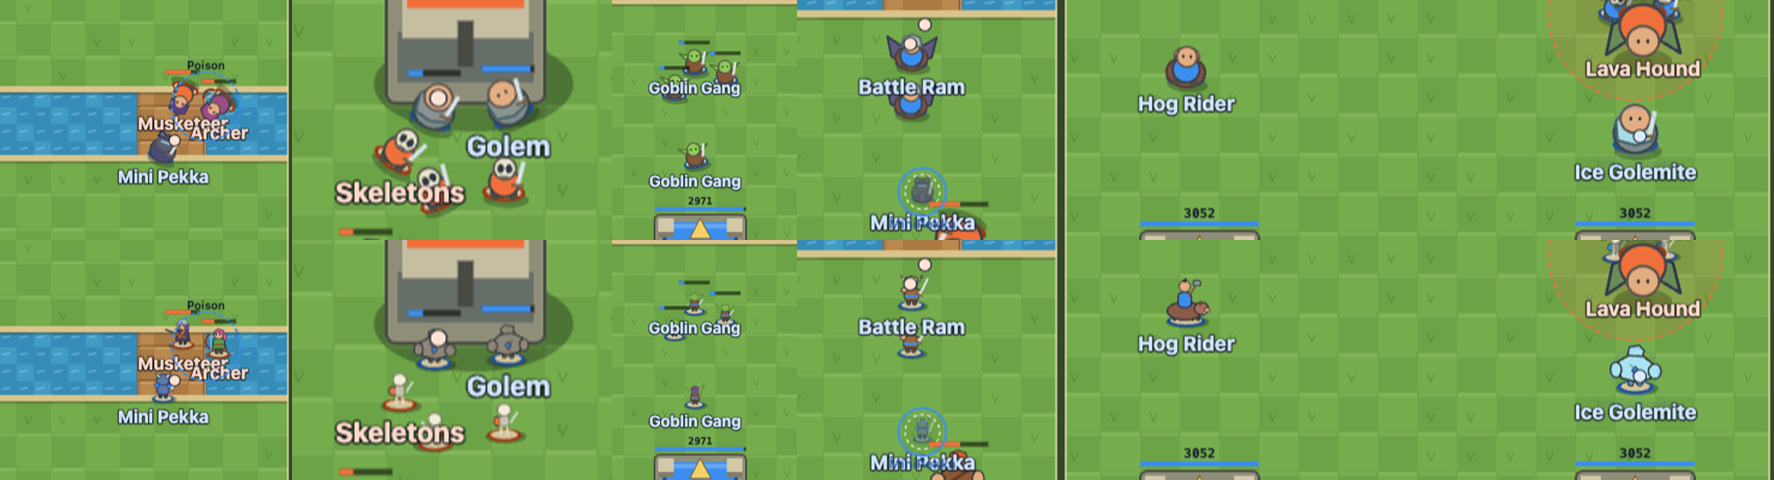 Poison
Musketeer
Archer
Mini Pekka
Golem
Skeletons
Goblin Gang
Goblin Gang
2971
Battle Ram
Mini Pekka
Hog Rider
3052
Lava Hound
Ice Golemite
3052
Poison
Musketeer
Archer
Mini Pekka
Golem
Skeletons
Goblin Gang
Goblin Gang
2971
Battle Ram
Mini Pekka
Hog Rider
3052
Lava Hound
Ice Golemite
3052